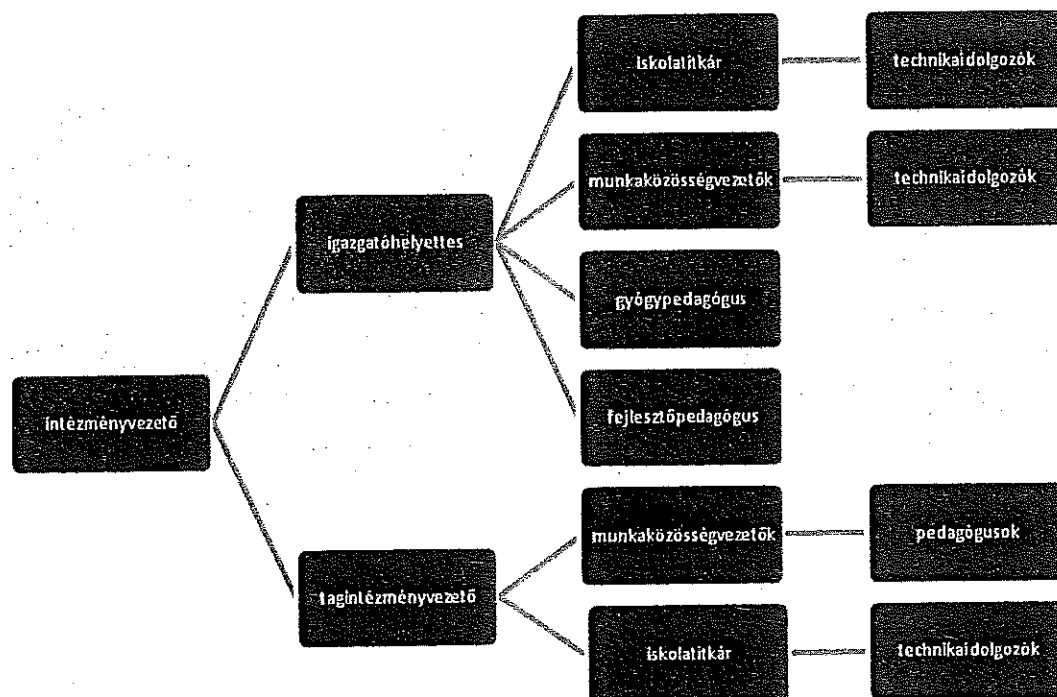 iskolatitkár
technikai dolgozók
munkaközösségvezetők
technikai dolgozók
igazgatóhelyettes
gyógypedagógus
fejlesztőpedagógus
intézményvezető
munkaközösségvezetők
pedagógusok
tagintézményvezető
iskolatitkár
technikai dolgozók